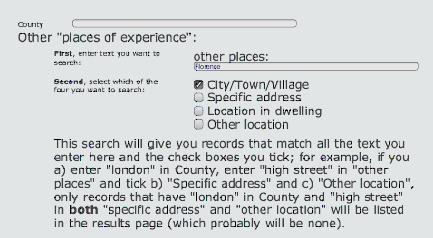 County
Other "places of experience":
First, enter text you want to
search:
other places:
Florence
Second, select which of the
four you want to search:
City/Town/Village
Specific address
Location in dwelling
Other location
This search will give you records that match all the text you
enter here and the check boxes you tick; for example, if you
a) enter "london" in County, enter "high street" in "other
places" and tick b) "Specific address" and c) "Other location",
only records that have "london" in County and "high street"
in both "specific address" and "other location" will be listed
in the results page (which probably will be none).